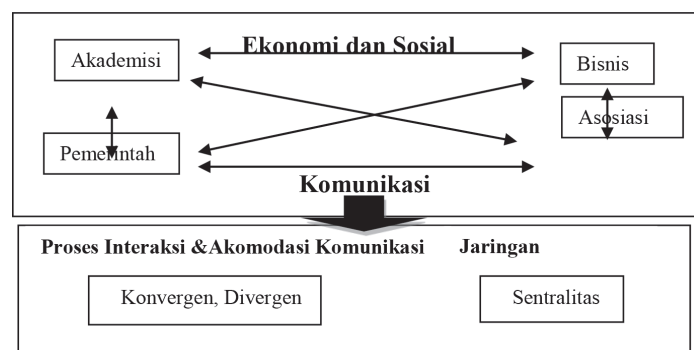 Ekonomi dan Sosial
Akademisi
Bisnis
Asosiasi
Pemerintah
Komunikasi
Proses Interaksi &Akomodasi Komunikasi
Jaringan
Konvergen, Divergen
Sentralitas